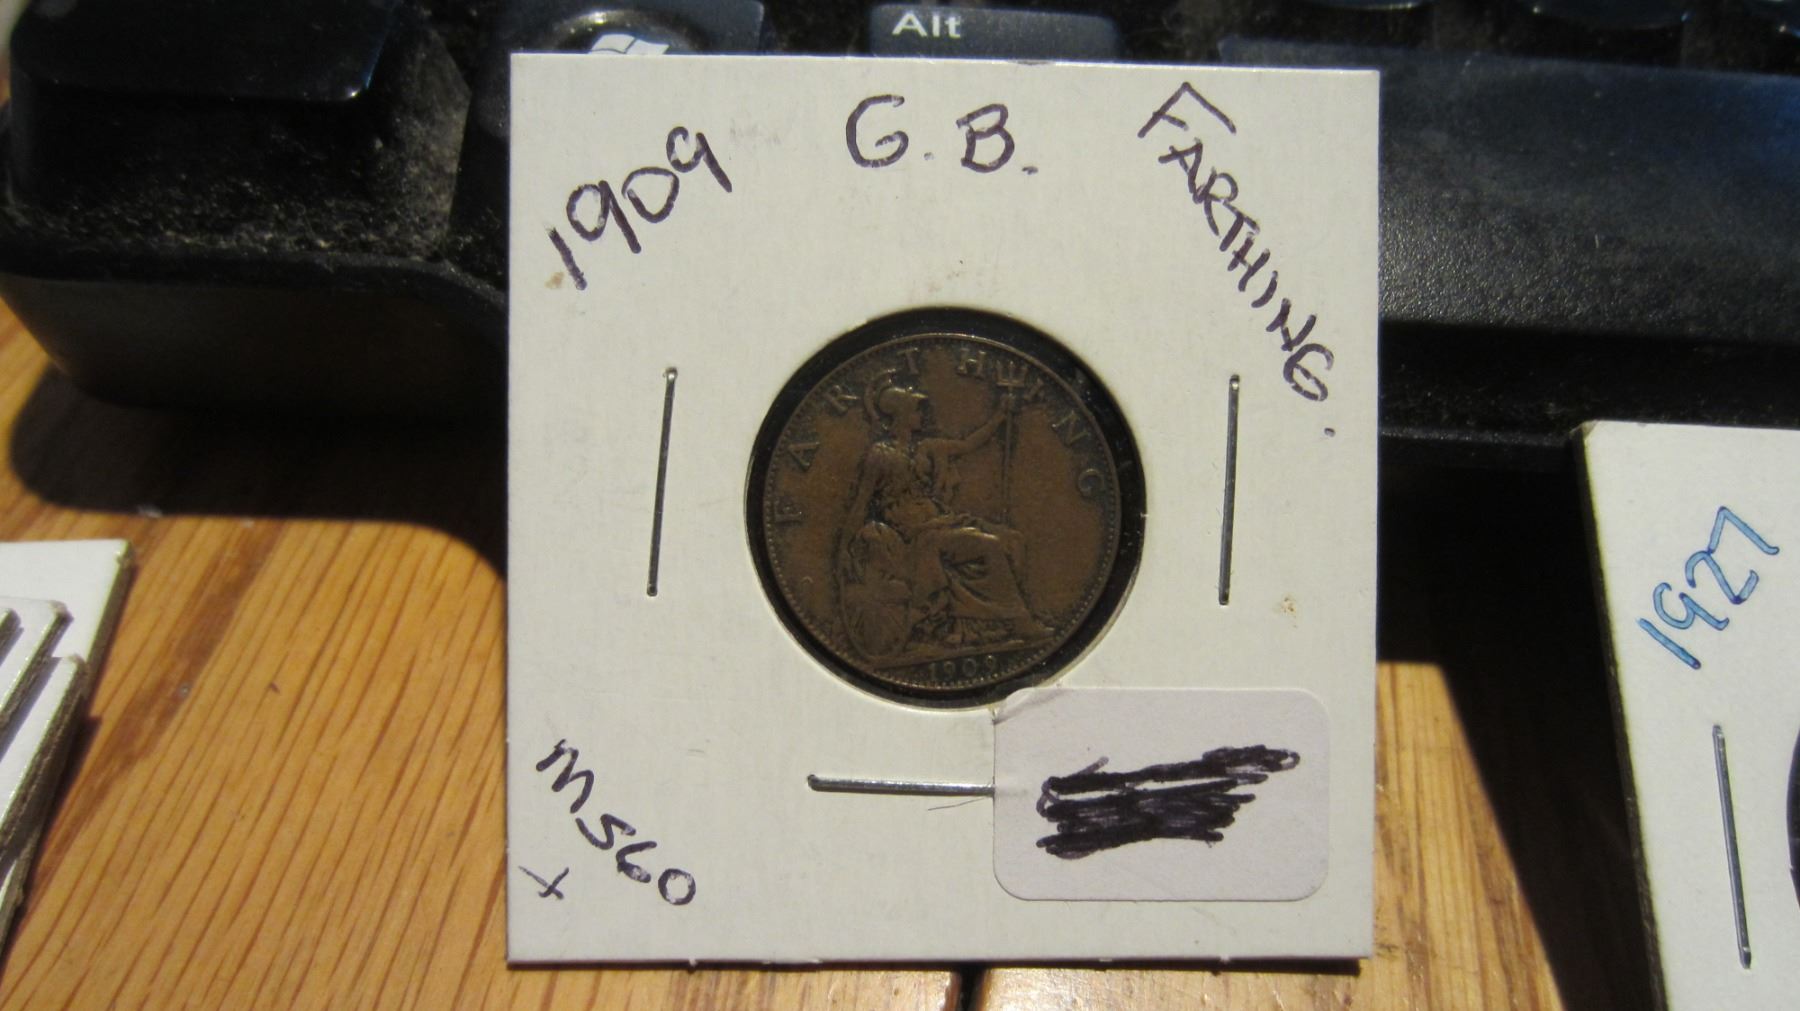 Alt
1909 G. B. FARTHING.
FARTHING
1909
MS60
x
1927